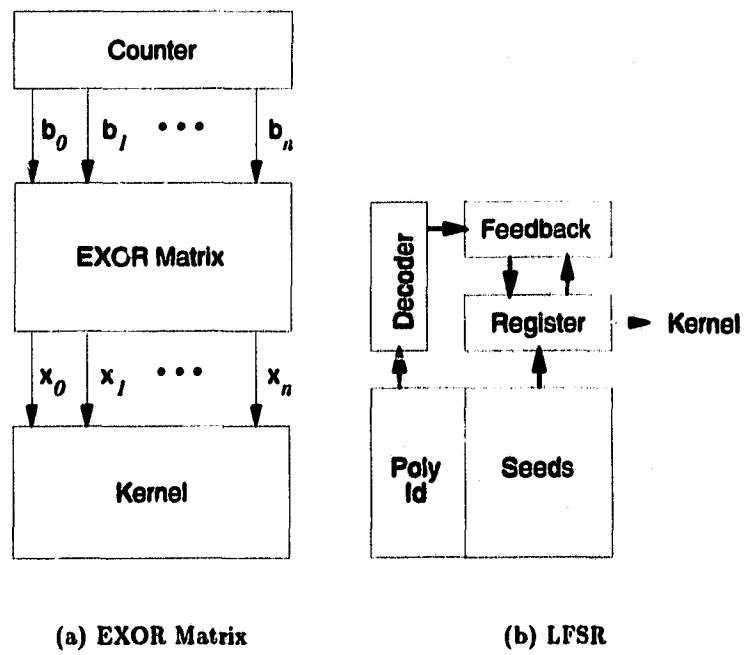 Counter
b0 b1 • • • bn
EXOR Matrix
x0 x1 • • • xn
Kernel
Decoder
Feedback
Register
Kernel
Poly
Id
Seeds
(a) EXOR Matrix
(b) LFSR